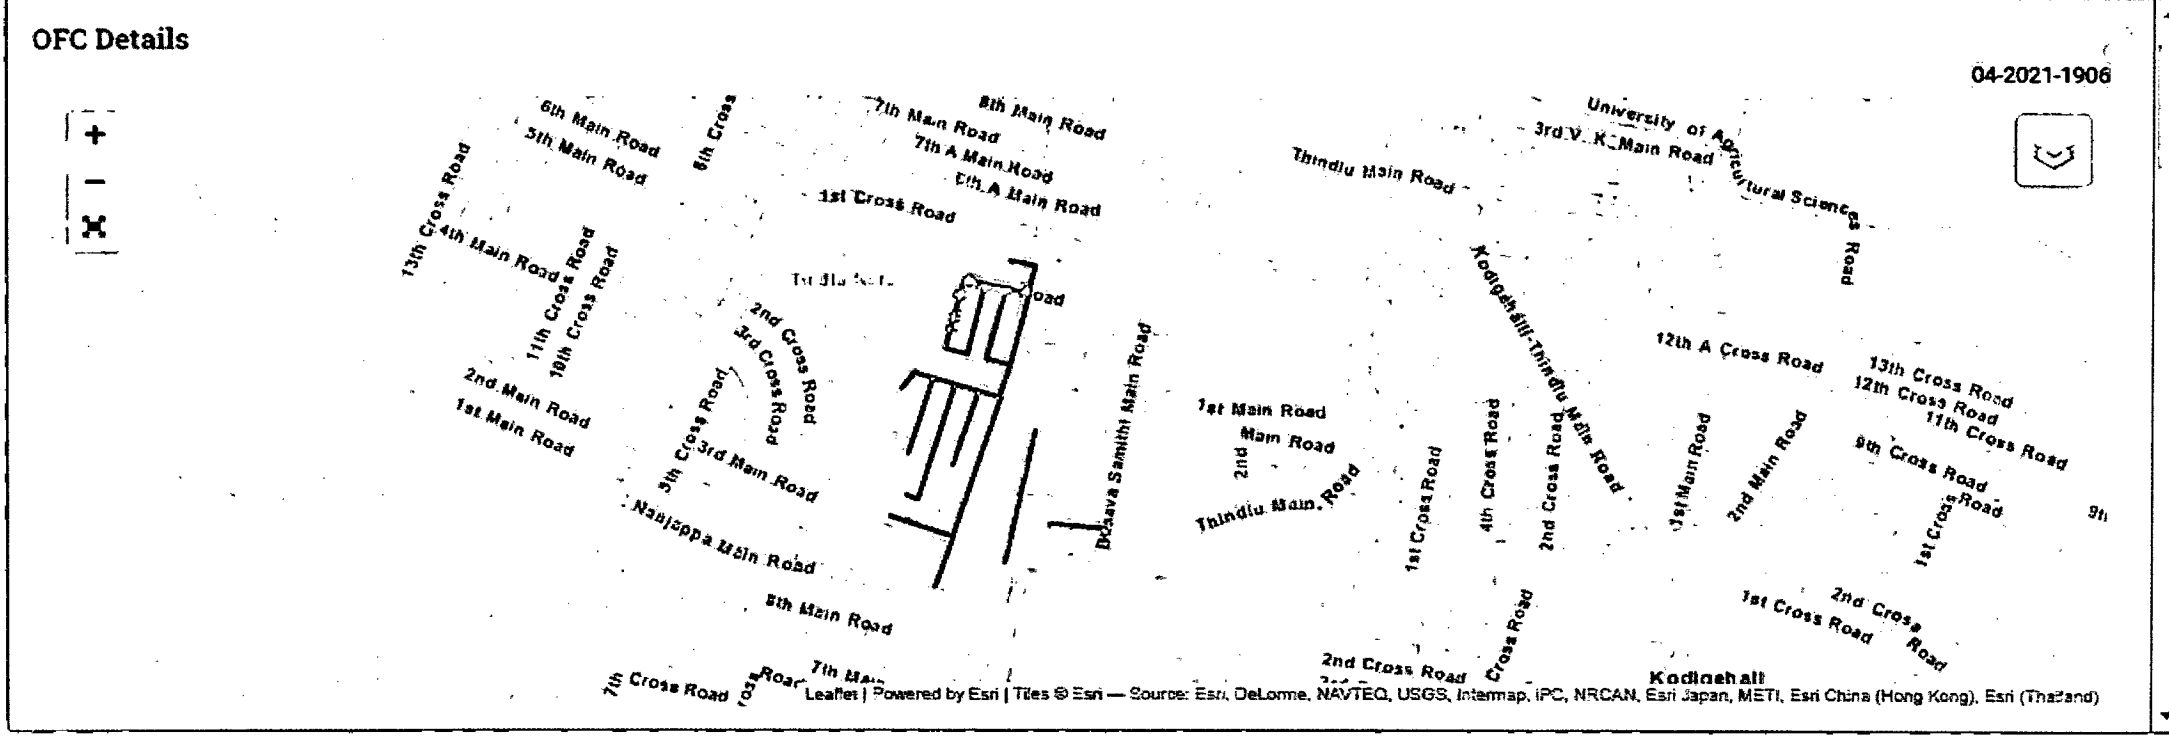 OFC Details
04-2021-1906
+
−
6th Main Road
5th Main Road
13th Cross Road
4th Main Road
11th Cross Road
10th Cross Road
2nd Main Road
1st Main Road
7th Main Road
8th Main Road
7th A Main Road
6th A Main Road
1st Cross Road
oad
2nd Cross Road
3rd Cross Road
5th Cross Road
3rd Main Road
Nanjappa Main Road
8th Main Road
7th Main
Road
7th Cross Road
ross
Basava Samithi Main Road
Thindlu Main Road
University of Agricultural Sciences Road
3rd V. K. Main Road
Kodigehalli-Thindlu Main Road
12th A Cross Road
13th Cross Road
12th Cross Road
11th Cross Road
9th Cross Road
Road
1st Cross
9th
1st Main Road
Main Road
2nd
Thindlu Main Road
1st Cross Road
4th Cross Road
2nd Cross Road
1st Main Road
2nd Main Road
1st Cross Road
2nd Cross Road
Cross Road
2nd Cross Road
Kodigehall
Leaflet | Powered by Esri | Tiles © Esri — Source: Esri, DeLorme, NAVTEQ, USGS, Intermap, iPC, NRCAN, Esri Japan, METI, Esri China (Hong Kong), Esri (Thailand)